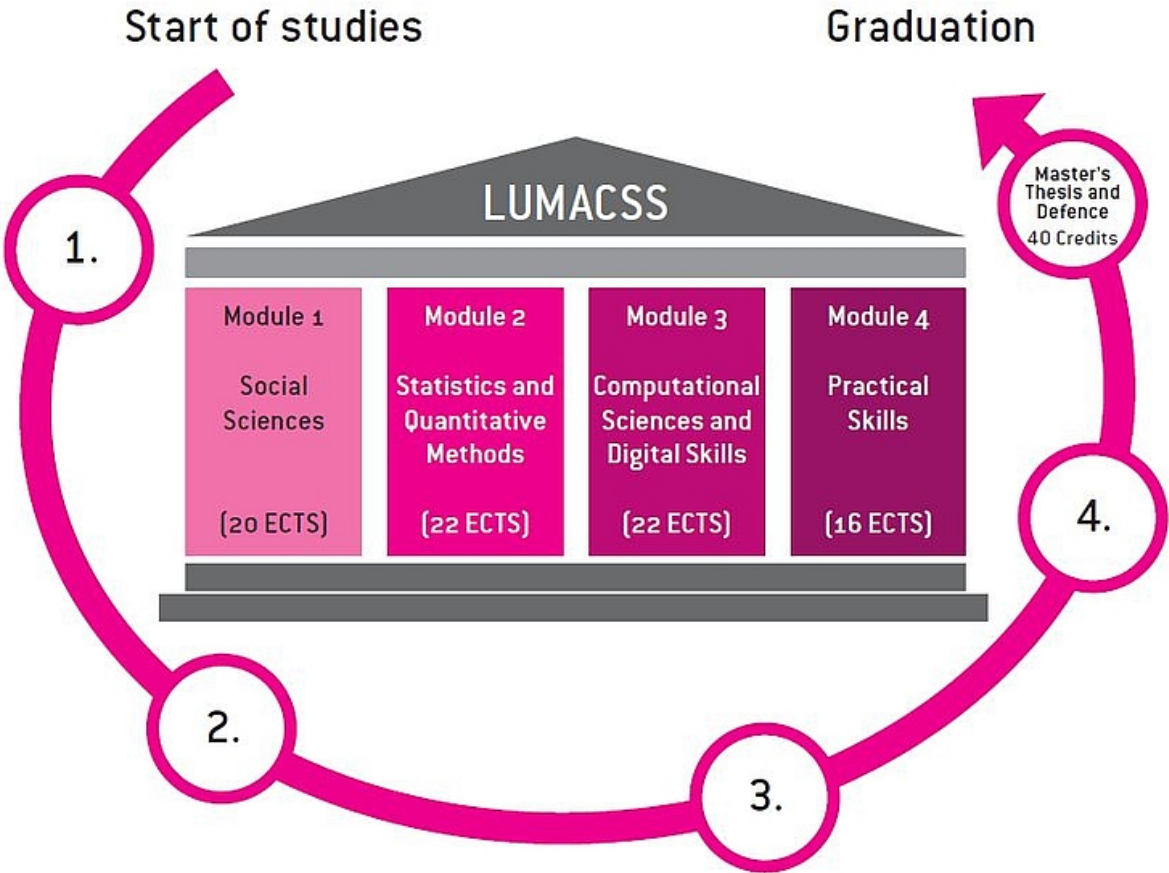 Start of studies
Graduation
1.
LUMACSS
Master's
Thesis and
Defence
40 Credits
Module 1
Social
Sciences
(20 ECTS)
Module 2
Statistics and
Quantitative
Methods
(22 ECTS)
Module 3
Computational
Sciences and
Digital Skills
(22 ECTS)
Module 4
Practical
Skills
(16 ECTS)
2.
3.
4.